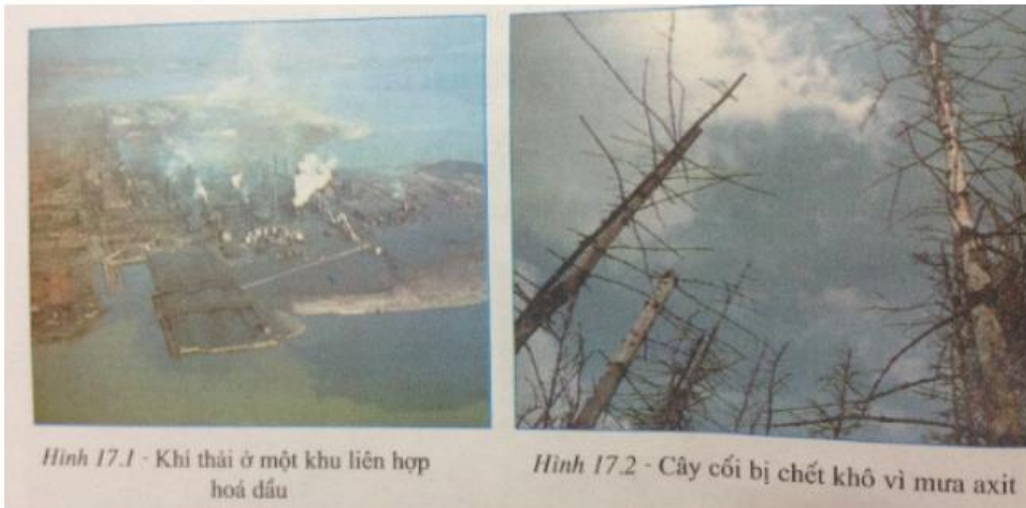 Hình 17.1 - Khí thải ở một khu liên hợp
hoá dầu
Hình 17.2 - Cây cối bị chết khô vì mưa axit